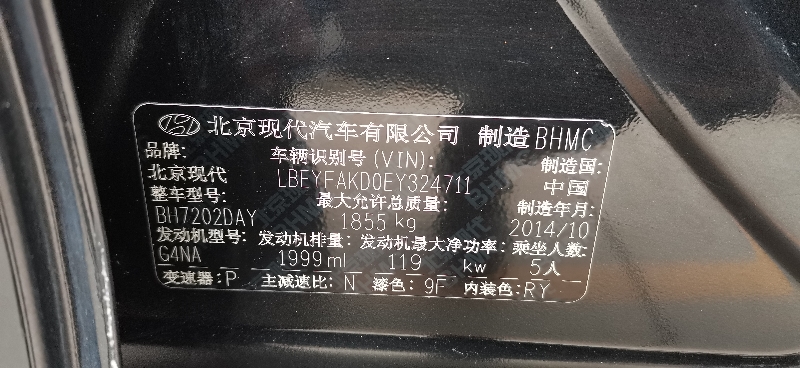 北京现代汽车有限公司 制造 BHMC
品牌: 车辆识别号(VIN): 制造国:
北京现代 LBFYFAKD0EY324711 中国
整车型号: 最大允许总质量: 制造年月:
BH7202DAY 1855 kg 2014/10
发动机型号: 发动机排量: 发动机最大净功率: 乘坐人数:
G4NA 1999 ml 119 kw 5人
变速器: P 主减速比: N 漆色: 9F 内装色: RY